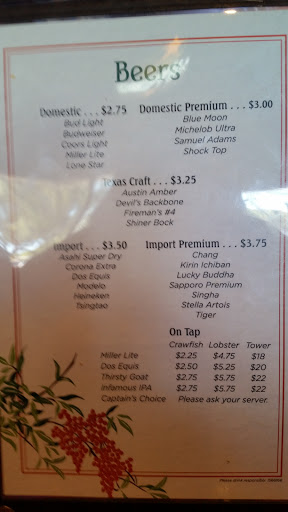 Beers
Domestic . . . $2.75
Bud Light
Budweiser
Coors Light
Miller Lite
Lone Star
Domestic Premium . . . $3.00
Blue Moon
Michelob Ultra
Samuel Adams
Shock Top
Texas Craft . . . $3.25
Austin Amber
Devil's Backbone
Fireman's #4
Shiner Bock
Import . . . $3.50
Asahi Super Dry
Corona Extra
Dos Equis
Modelo
Heineken
Tsingtao
Import Premium . . . $3.75
Chang
Kirin Ichiban
Lucky Buddha
Sapporo Premium
Singha
Stella Artois
Tiger
On Tap
Crawfish Lobster Tower
Miller Lite $2.25 $4.75 $18
Dos Equis $2.50 $5.25 $20
Thirsty Goat $2.75 $5.75 $22
Infamous IPA $2.75 $5.75 $22
Captain's Choice Please ask your server.
Please drink responsibly.